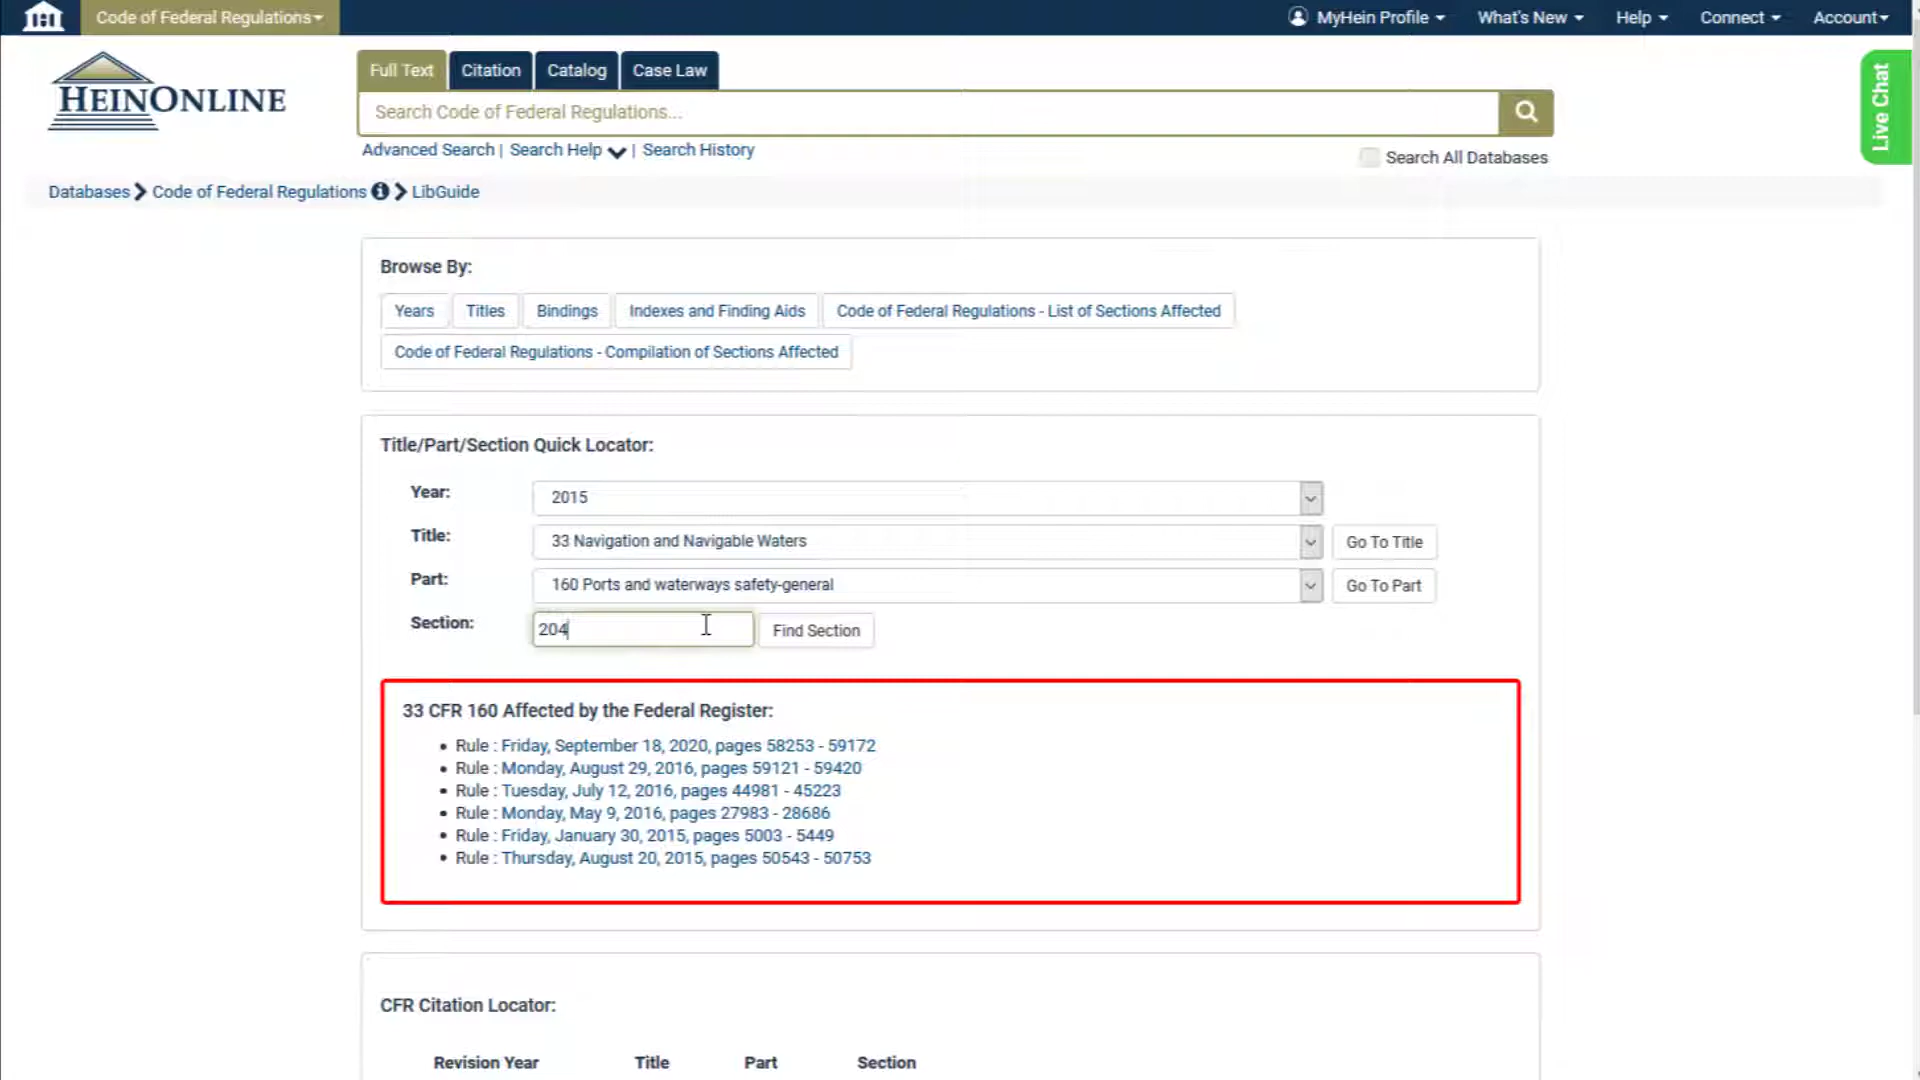 Code of Federal Regulations
MyHein Profile
What's New
Help
Connect
Account
HEINONLINE
Full Text
Citation
Catalog
Case Law
Live Chat
Search Code of Federal Regulations...
Advanced Search | Search Help | Search History
Search All Databases
Databases Code of Federal Regulations LibGuide
Browse By:
Years
Titles
Bindings
Indexes and Finding Aids
Code of Federal Regulations - List of Sections Affected
Code of Federal Regulations - Compilation of Sections Affected
Title/Part/Section Quick Locator:
Year: 2015
Title: 33 Navigation and Navigable Waters Go To Title
Part: 160 Ports and waterways safety-general Go To Part
Section: 204 Find Section
33 CFR 160 Affected by the Federal Register:
• Rule : Friday, September 18, 2020, pages 58253 - 59172
• Rule : Monday, August 29, 2016, pages 59121 - 59420
• Rule : Tuesday, July 12, 2016, pages 44981 - 45223
• Rule : Monday, May 9, 2016, pages 27983 - 28686
• Rule : Friday, January 30, 2015, pages 5003 - 5449
• Rule : Thursday, August 20, 2015, pages 50543 - 50753
CFR Citation Locator:
Revision Year Title Part Section